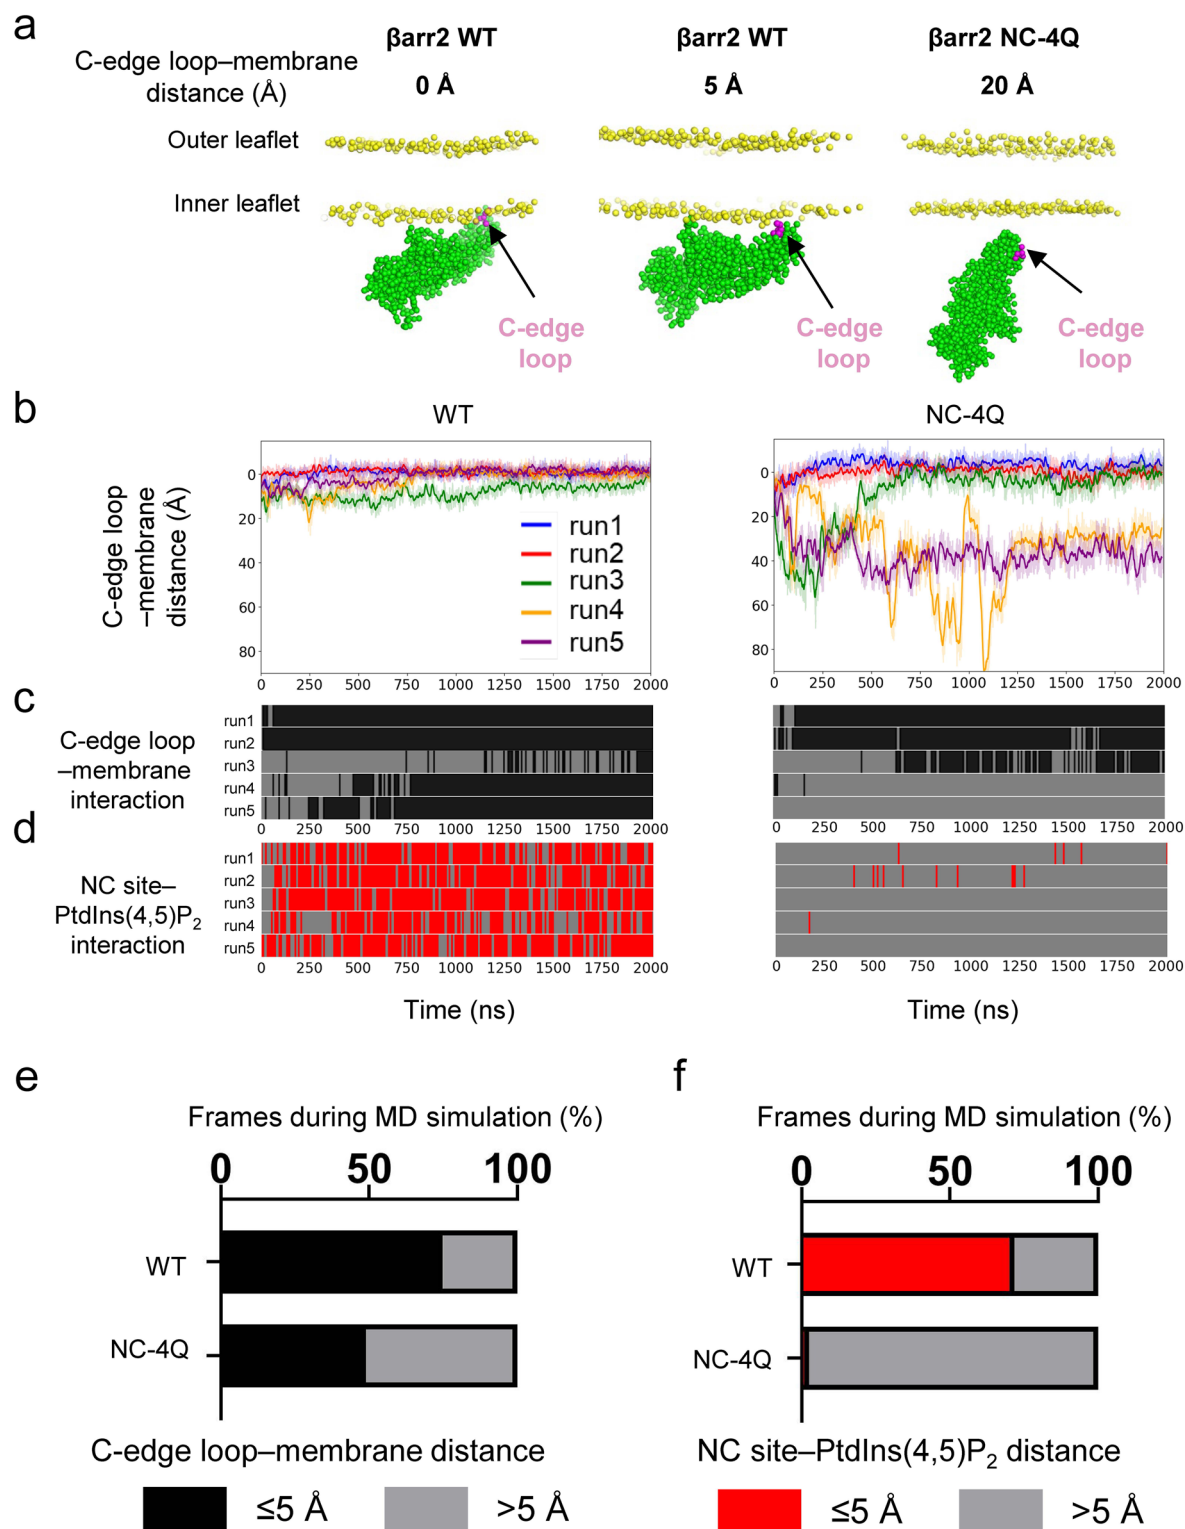 a
βarr2 WT
βarr2 WT
βarr2 NC-4Q
C-edge loop–membrane
distance (Å)
0 Å
5 Å
20 Å
Outer leaflet
Inner leaflet
C-edge
loop
C-edge
loop
C-edge
loop
b
WT
NC-4Q
C-edge loop
–membrane
distance (Å)
0
20
40
60
80
run1
run2
run3
run4
run5
0
20
40
60
80
0 250 500 750 1000 1250 1500 1750 2000
0 250 500 750 1000 1250 1500 1750 2000
c
C-edge loop
–membrane
interaction
run1
run2
run3
run4
run5
0 250 500 750 1000 1250 1500 1750 2000
0 250 500 750 1000 1250 1500 1750 2000
d
NC site–
PtdIns(4,5)P2
interaction
run1
run2
run3
run4
run5
0 250 500 750 1000 1250 1500 1750 2000
0 250 500 750 1000 1250 1500 1750 2000
Time (ns)
Time (ns)
e
Frames during MD simulation (%)
0 50 100
WT
NC-4Q
C-edge loop–membrane distance
≤5 Å >5 Å
f
Frames during MD simulation (%)
0 50 100
WT
NC-4Q
NC site–PtdIns(4,5)P2 distance
≤5 Å >5 Å